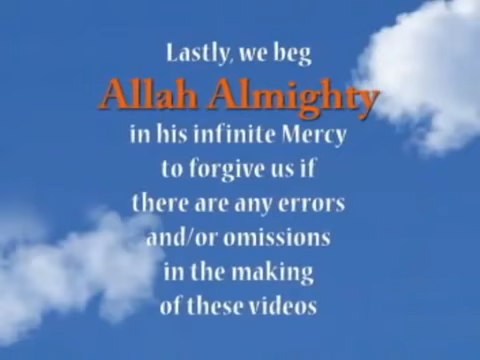 Lastly, we beg
Allah Almighty
in his infinite Mercy
to forgive us if
there are any errors
and/or omissions
in the making
of these videos